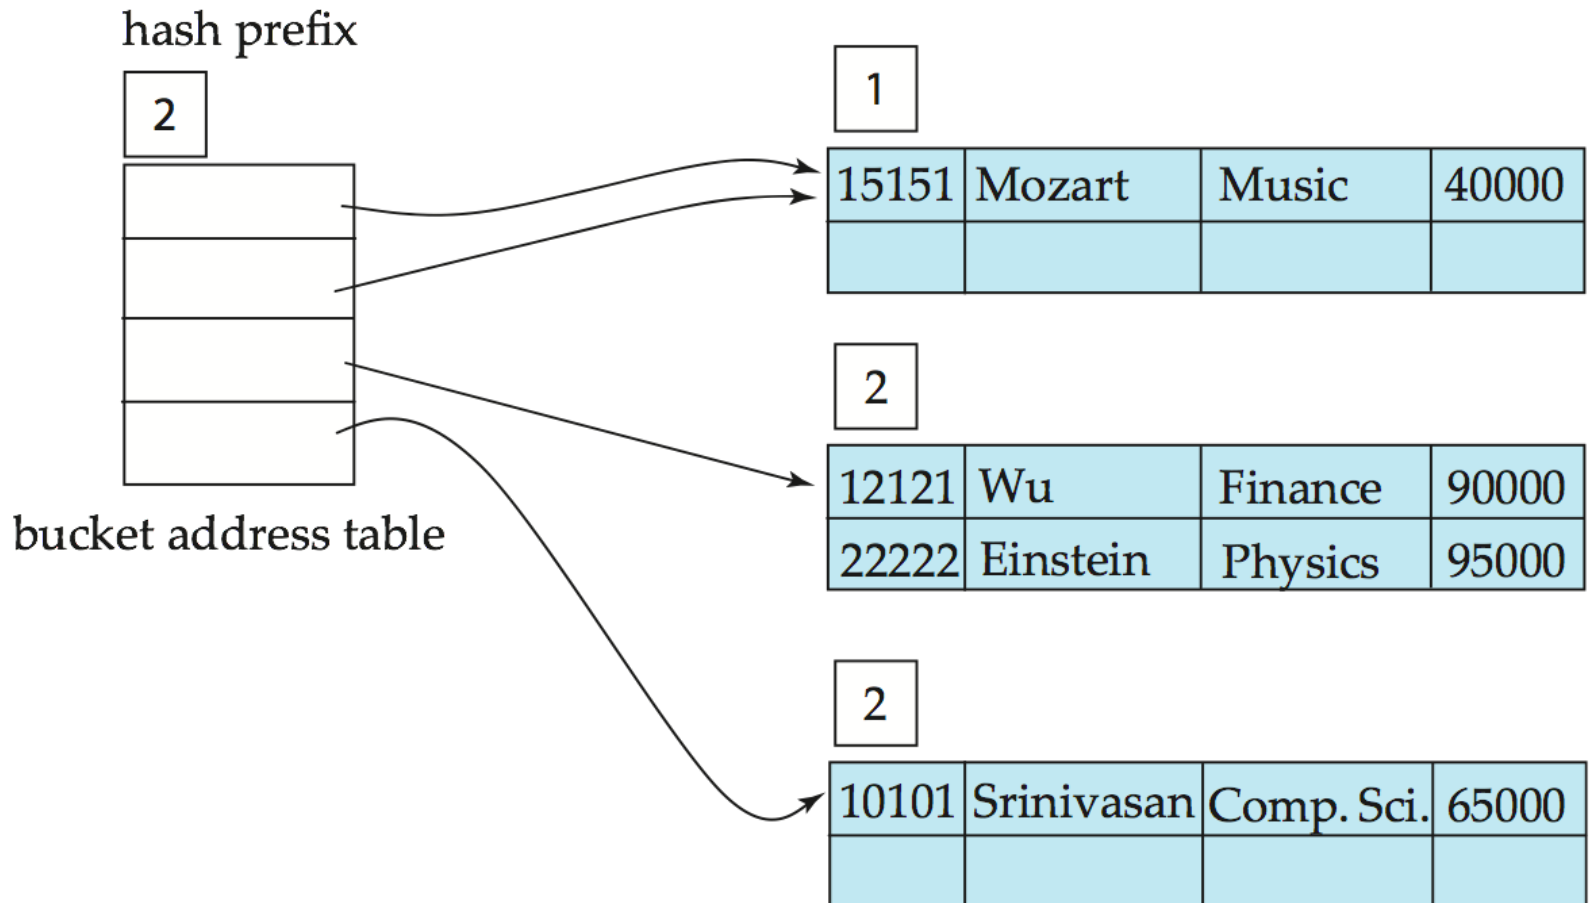 hash prefix
2
bucket address table
1
15151 Mozart Music 40000
2
12121 Wu Finance 90000
22222 Einstein Physics 95000
2
10101 Srinivasan Comp. Sci. 65000